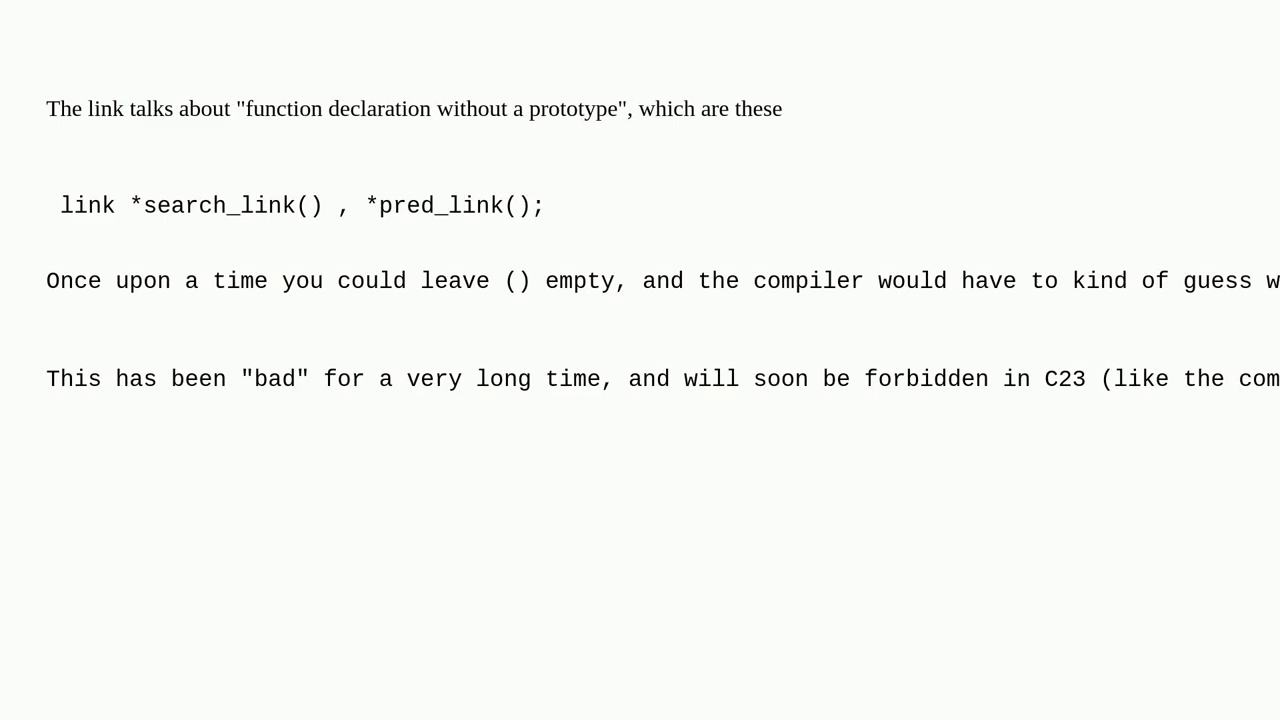 The link talks about "function declaration without a prototype", which are these
link *search_link() , *pred_link();
Once upon a time you could leave () empty, and the compiler would have to kind of guess
This has been "bad" for a very long time, and will soon be forbidden in C23 (like the